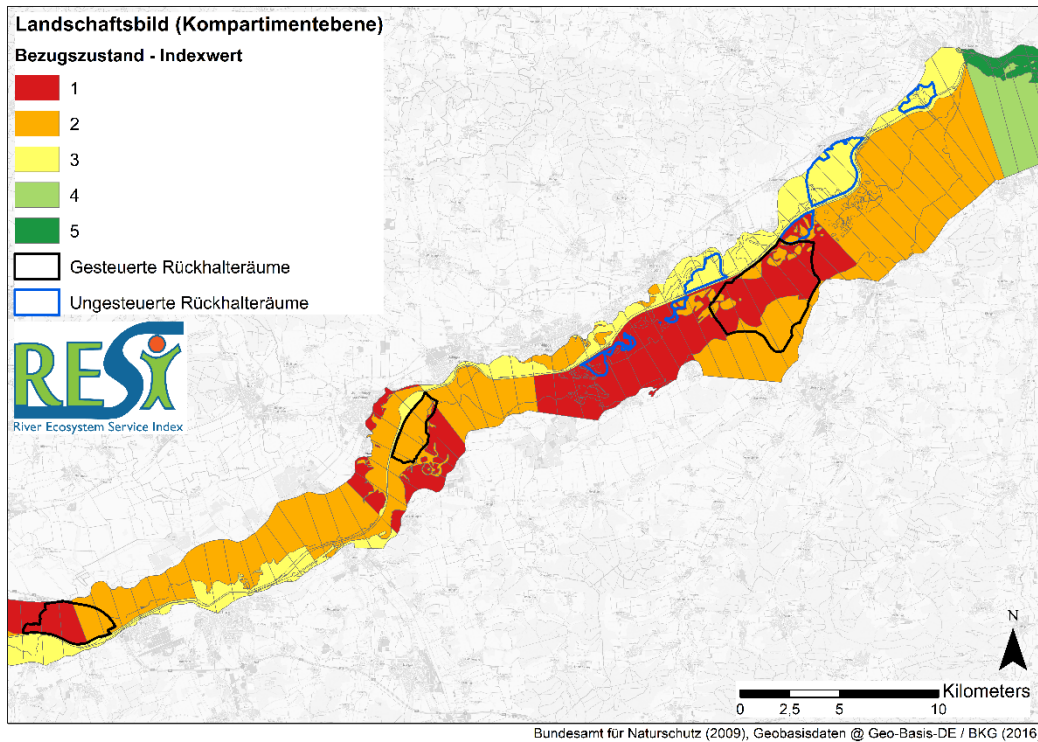 Landschaftsbild (Kompartimentebene)
Bezugszustand - Indexwert
1
2
3
4
5
Gesteuerte Rückhalteräume
Ungesteuerte Rückhalteräume
RESI
River Ecosystem Service Index
N
Kilometers
0 2,5 5 10
Bundesamt für Naturschutz (2009), Geobasisdaten @ Geo-Basis-DE / BKG (2016